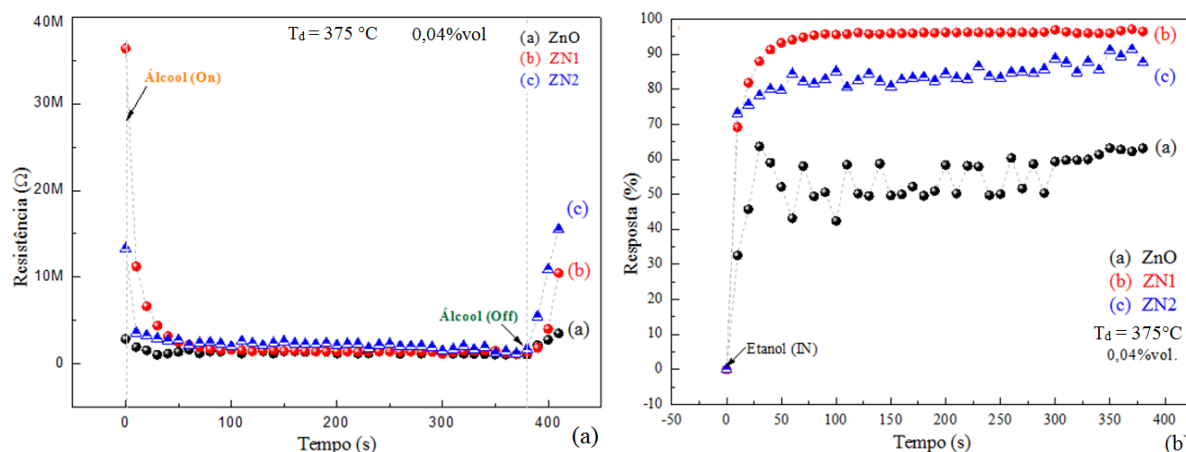 40M
30M
20M
10M
0
Resistência (Ω)
T_d = 375 °C 0,04%vol
(a) ZnO
(b) ZN1
(c) ZN2
Álcool (On)
Álcool (Off)
(c)
(b)
(a)
0 100 200 300 400
Tempo (s)
(a)
100
90
80
70
60
50
40
30
20
10
0
-10
Resposta (%)
(b)
(c)
(a)
(a) ZnO
(b) ZN1
(c) ZN2
T_d = 375°C
0,04%vol.
Etanol (IN)
-50 0 50 100 150 200 250 300 350 400
Tempo (s)
(b)